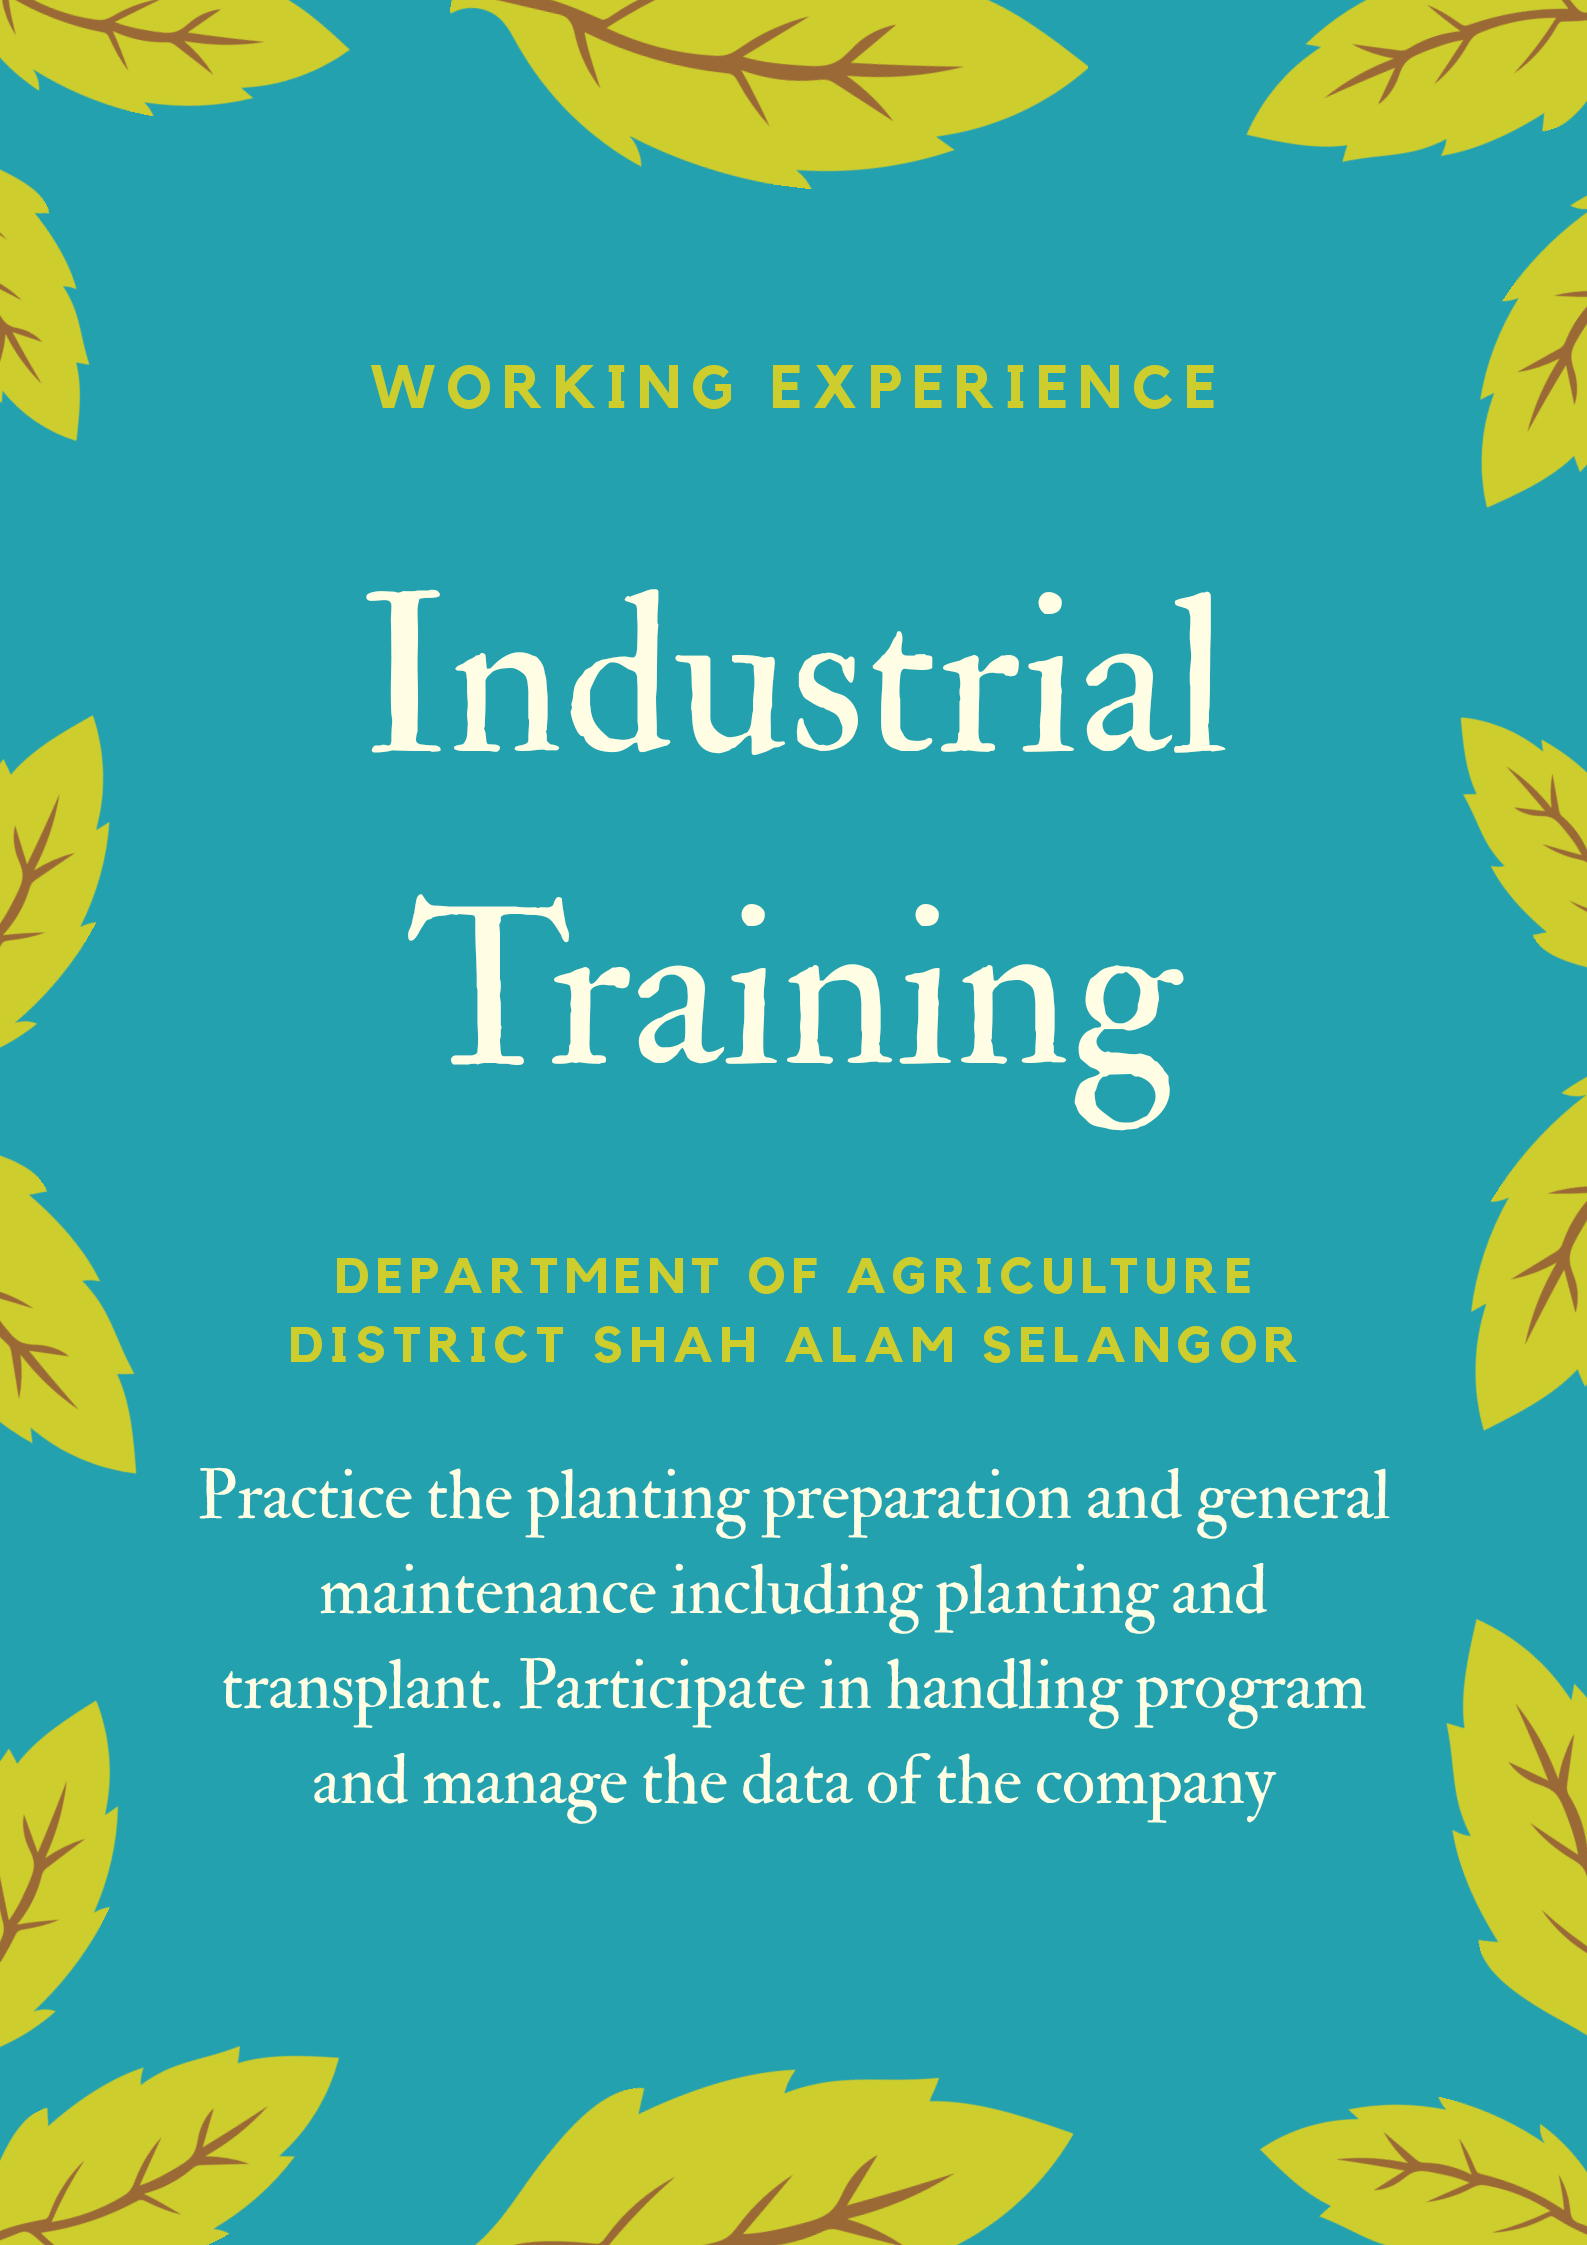 WORKING EXPERIENCE
Industrial
Training
DEPARTMENT OF AGRICULTURE
DISTRICT SHAH ALAM SELANGOR
Practice the planting preparation and general
maintenance including planting and
transplant. Participate in handling program
and manage the data of the company